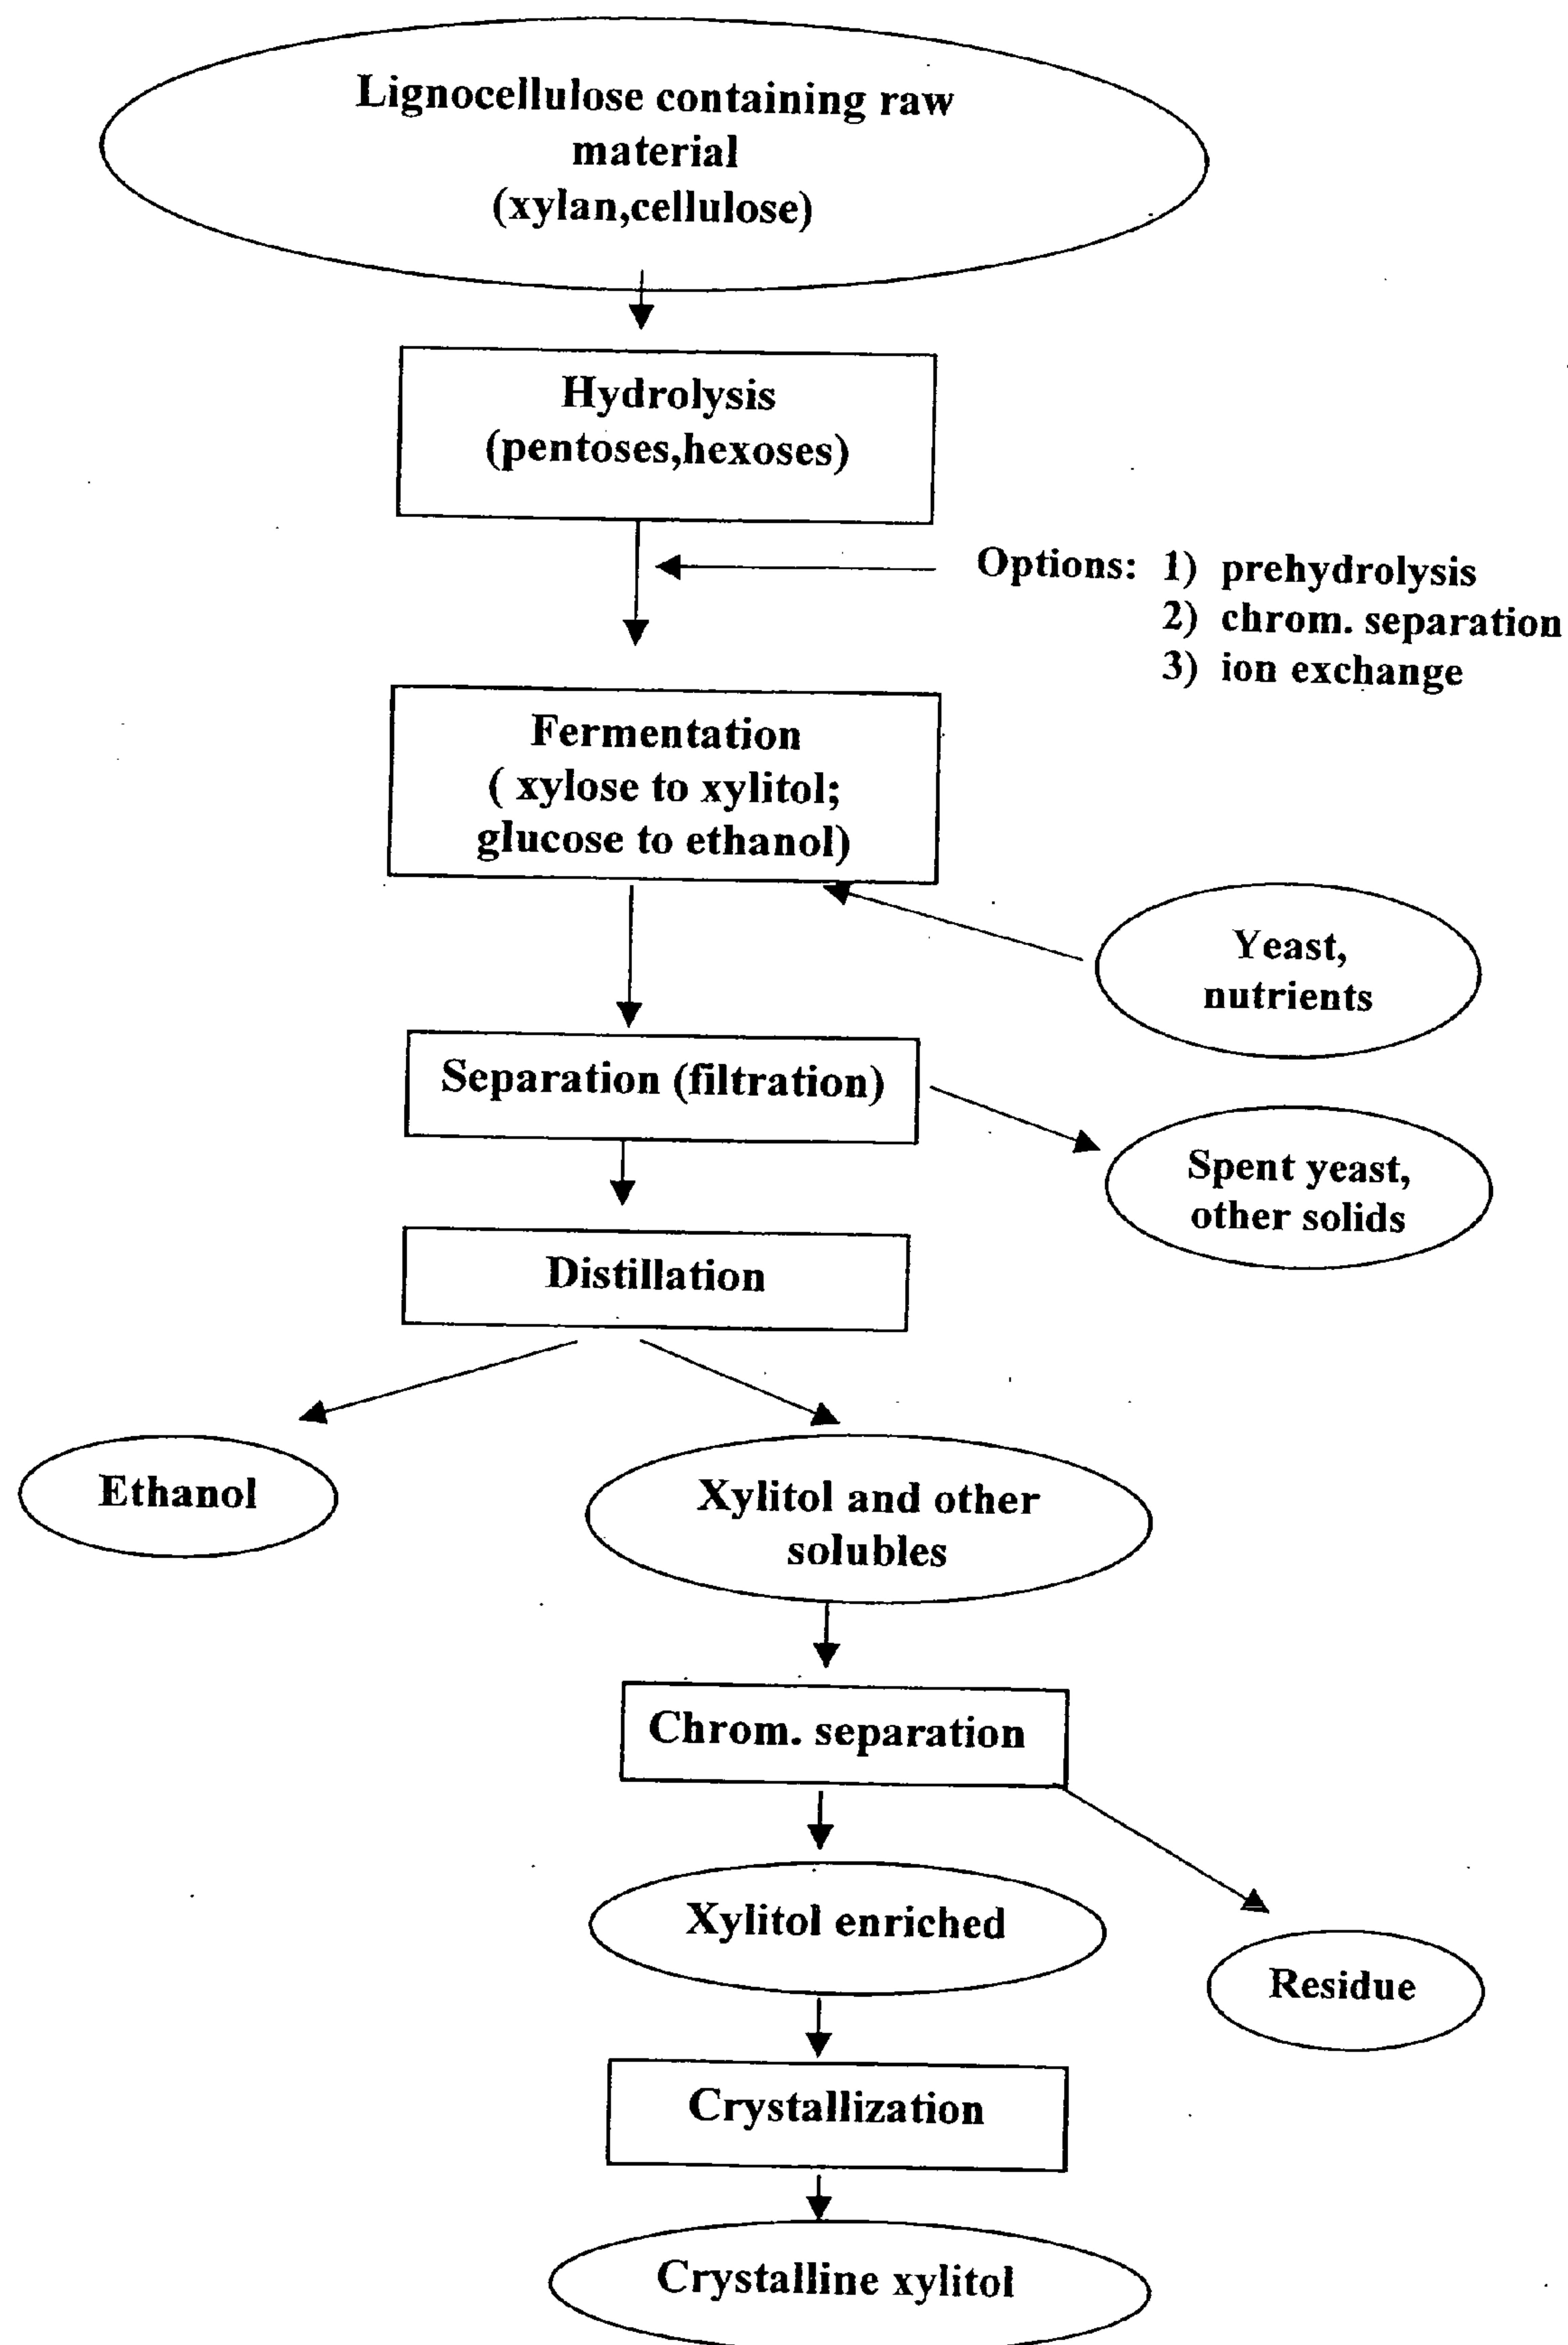 Lignocellulose containing raw
material
(xylan,cellulose)
Hydrolysis
(pentoses,hexoses)
Options: 1) prehydrolysis
2) chrom. separation
3) ion exchange
Fermentation
( xylose to xylitol;
glucose to ethanol)
Yeast,
nutrients
Separation (filtration)
Spent yeast,
other solids
Distillation
Ethanol
Xylitol and other
solubles
Chrom. separation
Xylitol enriched
Residue
Crystallization
Crystalline xylitol